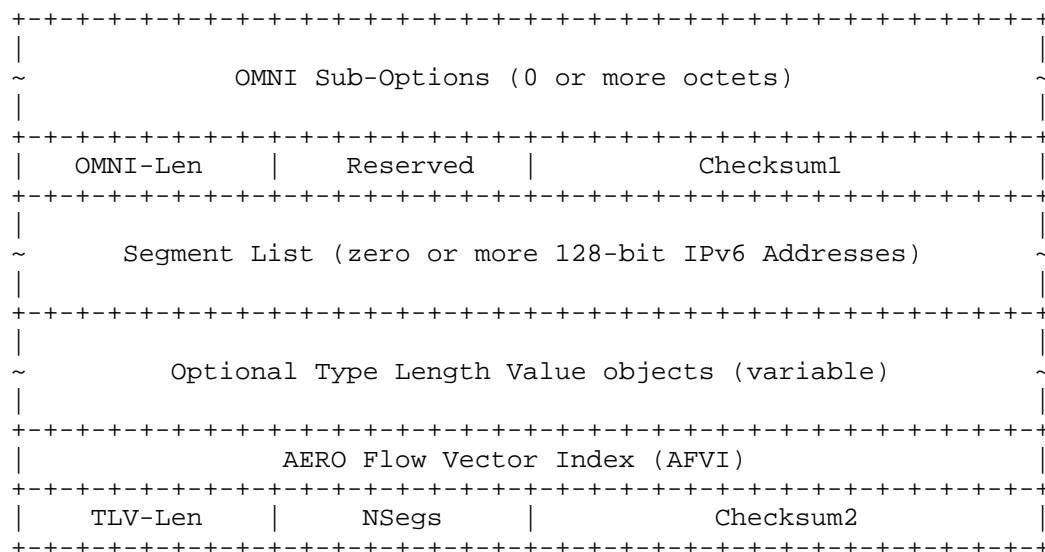 OMNI Sub-Options (0 or more octets)
OMNI-Len | Reserved | Checksum1
Segment List (zero or more 128-bit IPv6 Addresses)
Optional Type Length Value objects (variable)
AERO Flow Vector Index (AFVI)
TLV-Len | NSegs | Checksum2